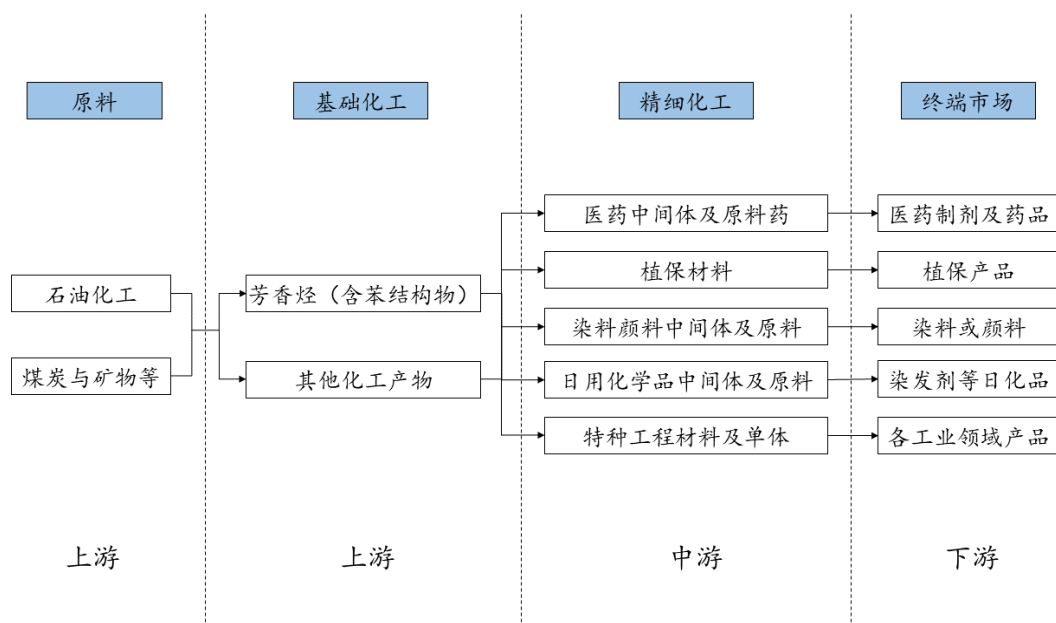 原料
基础化工
精细化工
终端市场
医药中间体及原料药
医药制剂及药品
植保材料
植保产品
石油化工
芳香烃（含苯结构物）
染料颜料中间体及原料
染料或颜料
煤炭与矿物等
其他化工产物
日用化学品中间体及原料
染发剂等日化品
特种工程材料及单体
各工业领域产品
上游
上游
中游
下游